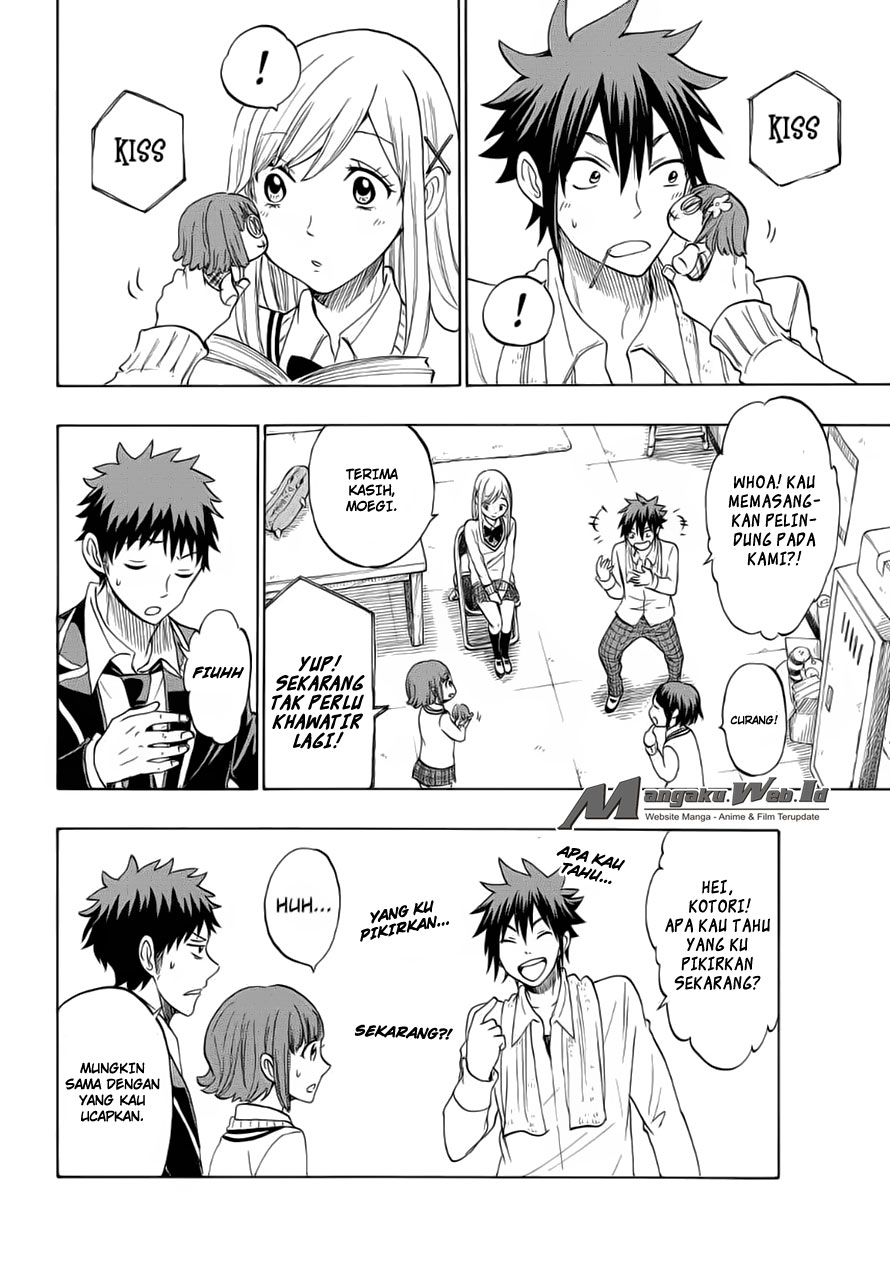 KISS
!
KISS
!
WHOA! KAU
MEMASANG-
KAN PELIN-
DUNG PADA
KAMI?!
CURANG!
TERIMA
KASIH,
MOEGI.
YUP!
SEKARANG
TAK PERLU
KHAWATIR
LAGI!
FIUHH
Mangaku.Web.Id
Website Manga - Anime & Film Terupdate
HEI,
KOTORI!
APA KAU TAHU
YANG KU
PIKIRKAN
SEKARANG?
APA KAU
TAHU...
YANG KU
PIKIRKAN...
SEKARANG?!
HUH...
MUNGKIN
SAMA DENGAN
YANG KAU
UCAPKAN.